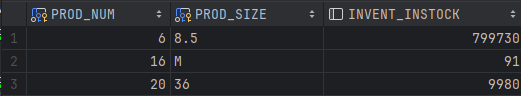 PROD_NUM PROD_SIZE INVENT_INSTOCK
1 6 8.5 799730
2 16 M 91
3 20 36 9980